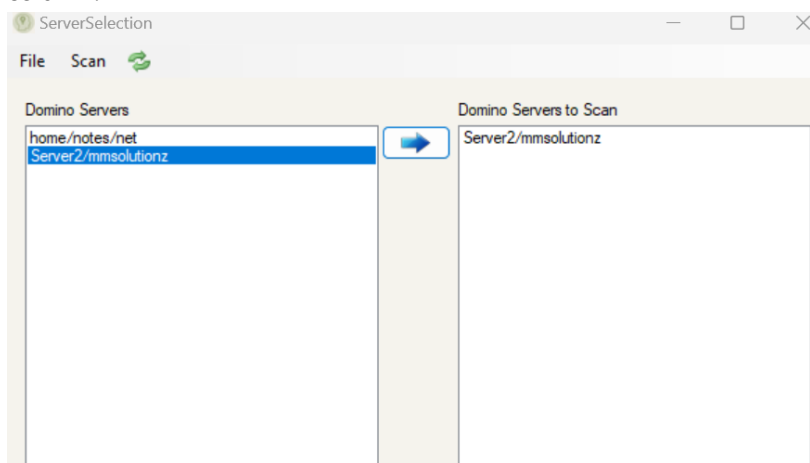 ServerSelection
File Scan
Domino Servers
Domino Servers to Scan
home/notes/net
Server2/mmsolutionz
Server2/mmsolutionz